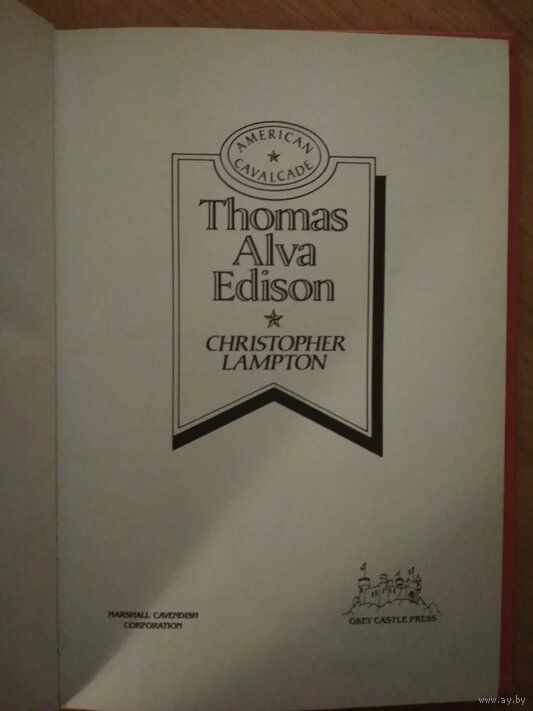 AMERICAN
CAVALCADE
Thomas
Alva
Edison
CHRISTOPHER
LAMPTON
MARSHALL CAVENDISH
CORPORATION
GREY CASTLE PRESS
www.ay.by